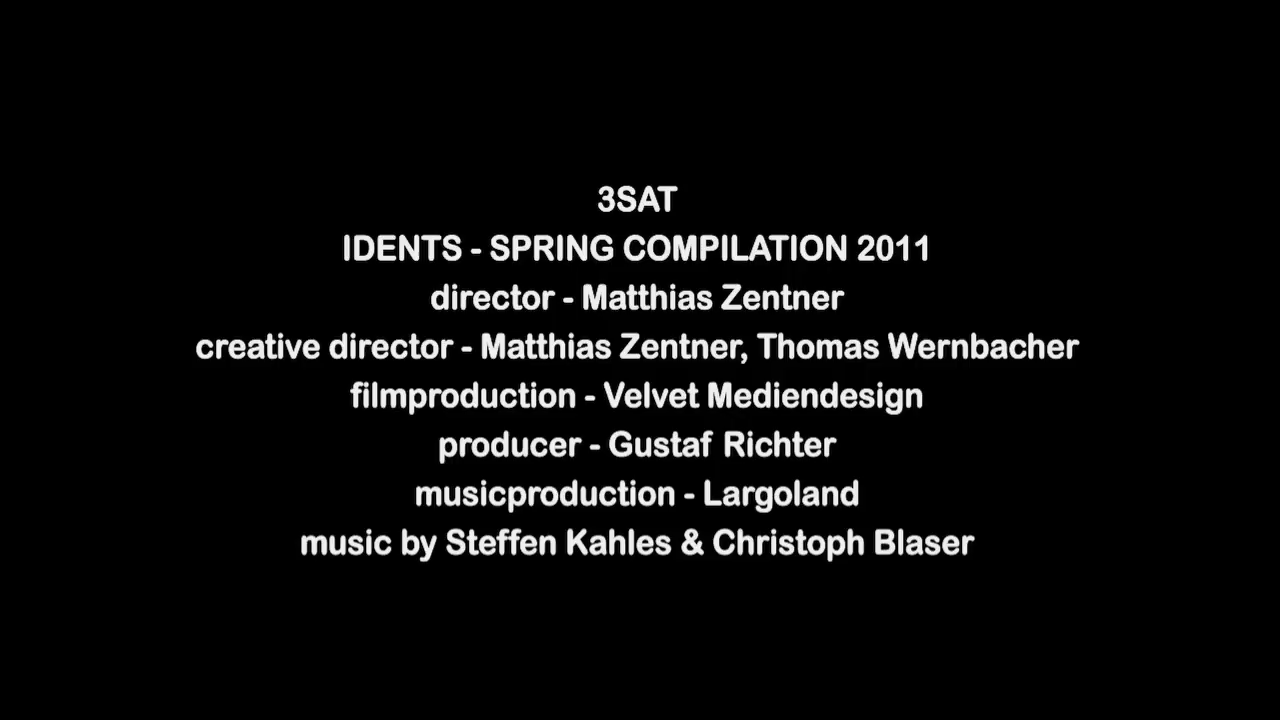 3SAT
IDENTS - SPRING COMPILATION 2011
director - Matthias Zentner
creative director - Matthias Zentner, Thomas Wernbacher
filmproduction - Velvet Mediendesign
producer - Gustaf Richter
musicproduction - Largoland
music by Steffen Kahles & Christoph Blaser